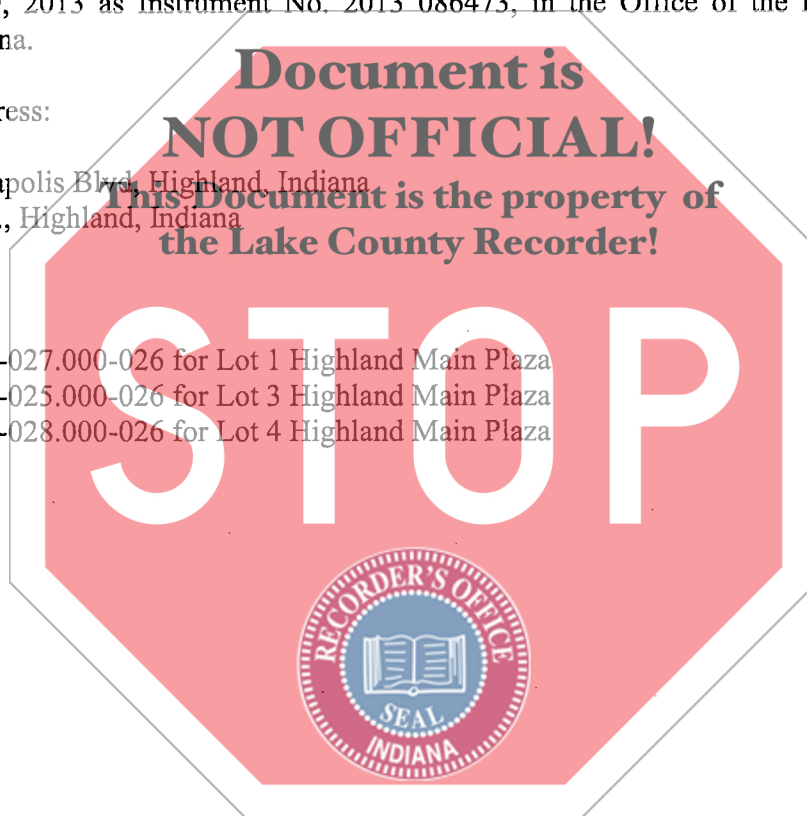 , 2013 as Instrument No. 2013 086473, in the Office of the
na.
Document is
ress:
NOT OFFICIAL!
apolis Blvd, Highland, Indiana
This Document is the property of
., Highland, Indiana
the Lake County Recorder!
STOP
-027.000-026 for Lot 1 Highland Main Plaza
-025.000-026 for Lot 3 Highland Main Plaza
-028.000-026 for Lot 4 Highland Main Plaza
RECORDER'S OFFICE
SEAL
INDIANA